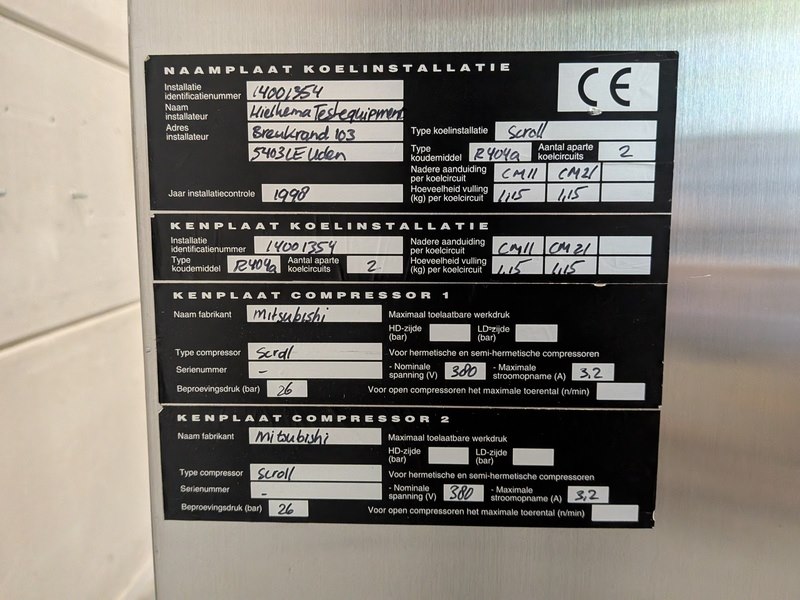 NAAMPLAAT KOELINSTALLATIE
CE
Installatie identificatienummer 14001354
Naam installateur Hielkema Testequipment
Adres installateur Breukrand 103
5403 LE Uden
Type koelinstallatie Scroll
Type koudemiddel R404a Aantal aparte koelcircuits 2
Nadere aanduiding per koelcircuit CM11 CM21
Jaar installatiecontrole 1998
Hoeveelheid vulling (kg) per koelcircuit 1,15 1,15
KENPLAAT KOELINSTALLATIE
Installatie identificatienummer 14001354
Nadere aanduiding per koelcircuit CM11 CM21
Type koudemiddel R404a Aantal aparte koelcircuits 2
Hoeveelheid vulling (kg) per koelcircuit 1,15 1,15
KENPLAAT COMPRESSOR 1
Naam fabrikant Mitsubishi
Maximaal toelaatbare werkdruk
HD-zijde (bar) LD-zijde (bar)
Type compressor Scroll
Voor hermetische en semi-hermetische compressoren
Serienummer -
- Nominale spanning (V) 380 - Maximale stroomopname (A) 3,2
Beproevingsdruk (bar) 26
Voor open compressoren het maximale toerental (n/min)
KENPLAAT COMPRESSOR 2
Naam fabrikant Mitsubishi
Maximaal toelaatbare werkdruk
HD-zijde (bar) LD-zijde (bar)
Type compressor Scroll
Voor hermetische en semi-hermetische compressoren
Serienummer -
- Nominale spanning (V) 380 - Maximale stroomopname (A) 3,2
Beproevingsdruk (bar) 26
Voor open compressoren het maximale toerental (n/min)